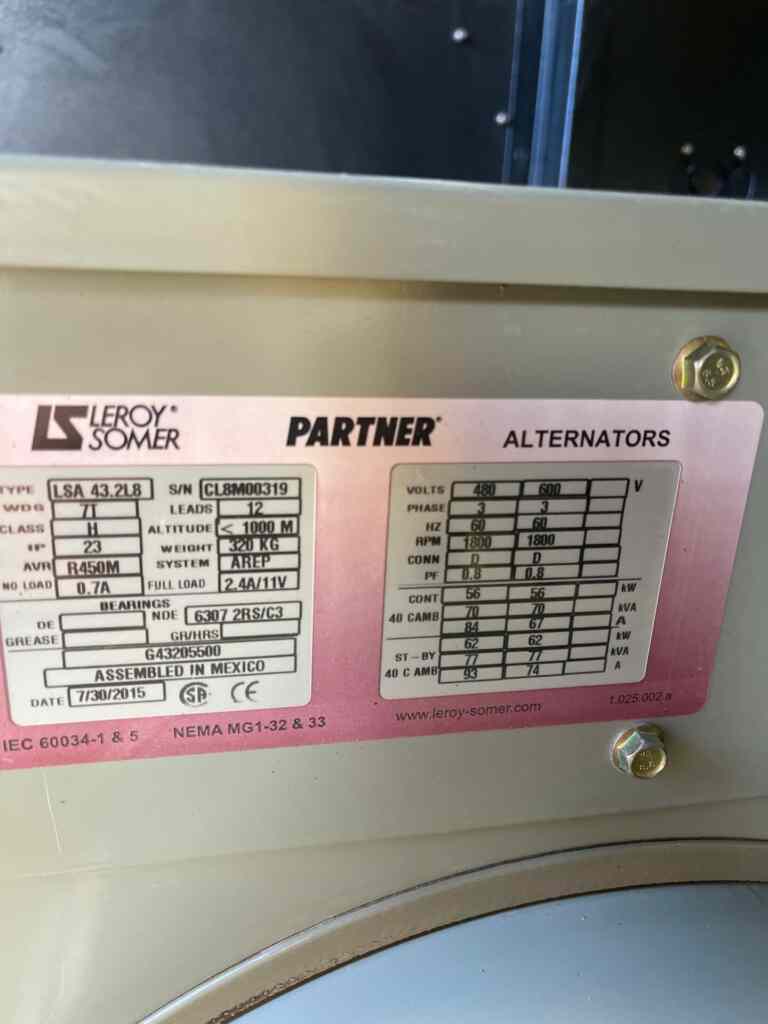 LEROY®
SOMER
PARTNER®
ALTERNATORS
TYPE LSA 43.2L8 S/N CL8M00319
WDG 7I LEADS 12
CLASS H ALTITUDE < 1000 M
IP 23 WEIGHT 320 KG
AVR R450M SYSTEM AREP
NO LOAD 0.7A FULL LOAD 2.4A/11V
BEARINGS
DE NDE 6307 2RS/C3
GREASE GR/HRS
G43205500
ASSEMBLED IN MEXICO
DATE 7/30/2015 CE
IEC 60034-1 & 5 NEMA MG1-32 & 33
VOLTS 480 600 V
PHASE 3 3
HZ 60 60
RPM 1800 1800
CONN D D
PF 0.8 0.8
CONT 56 56 kW
40 CAMB 70 70 kVA
84 67 A
62 62 kW
ST-BY 77 77 kVA
40 C AMB 93 74 A
www.leroy-somer.com
t.025.002.a